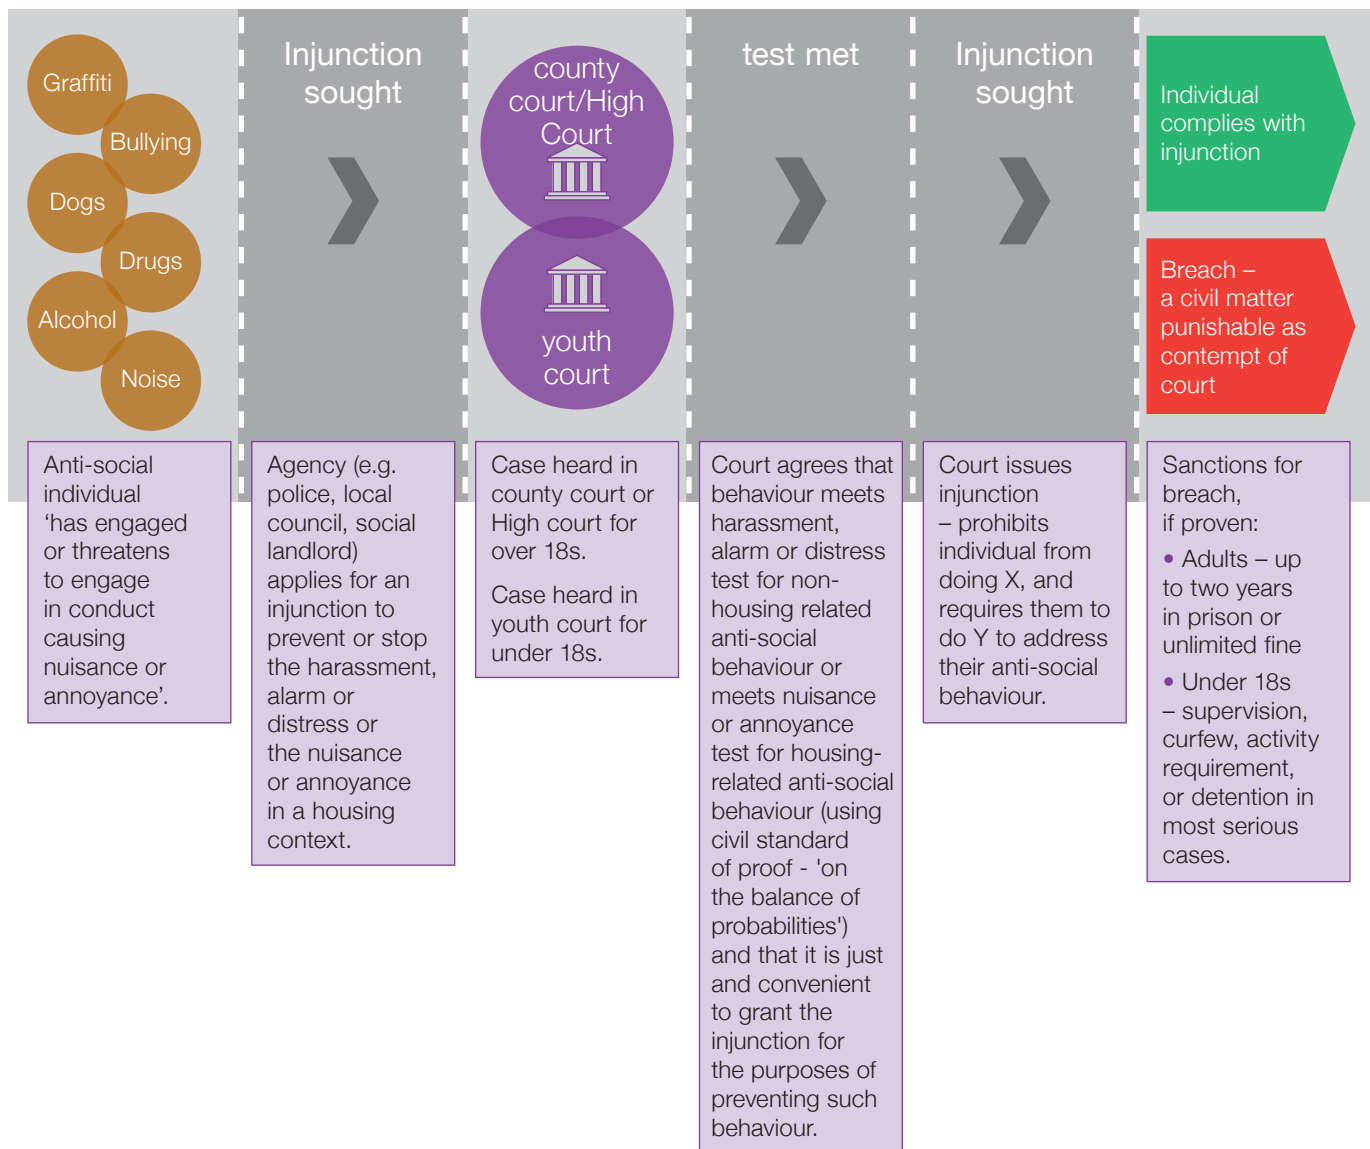 Graffiti
Bullying
Dogs
Drugs
Alcohol
Noise
Injunction
sought
county
court/High
Court
youth
court
test met
Injunction
sought
Individual
complies with
injunction
Breach –
a civil matter
punishable as
contempt of
court
Anti-social
individual
‘has engaged
or threatens
to engage
in conduct
causing
nuisance or
annoyance’.
Agency (e.g.
police, local
council, social
landlord)
applies for an
injunction to
prevent or stop
the harassment,
alarm or
distress or
the nuisance
or annoyance
in a housing
context.
Case heard in
county court or
High court for
over 18s.
Case heard in
youth court for
under 18s.
Court agrees that
behaviour meets
harassment,
alarm or distress
test for non-
housing related
anti-social
behaviour or
meets nuisance
or annoyance
test for housing-
related anti-social
behaviour (using
civil standard
of proof - 'on
the balance of
probabilities')
and that it is just
and convenient
to grant the
injunction for
the purposes of
preventing such
behaviour.
Court issues
injunction
– prohibits
individual from
doing X, and
requires them to
do Y to address
their anti-social
behaviour.
Sanctions for
breach,
if proven:
• Adults – up
to two years
in prison or
unlimited fine
• Under 18s
– supervision,
curfew, activity
requirement,
or detention in
most serious
cases.